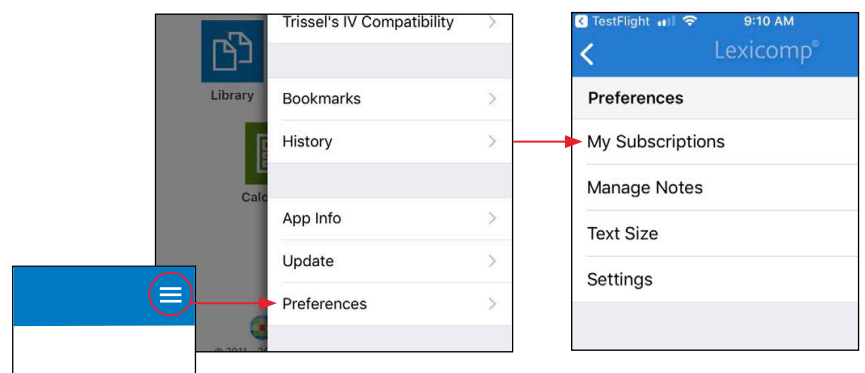 Trissel's IV Compatibility
Library
Bookmarks
History
App Info
Update
Preferences
TestFlight 9:10 AM
Lexicomp®
Preferences
My Subscriptions
Manage Notes
Text Size
Settings